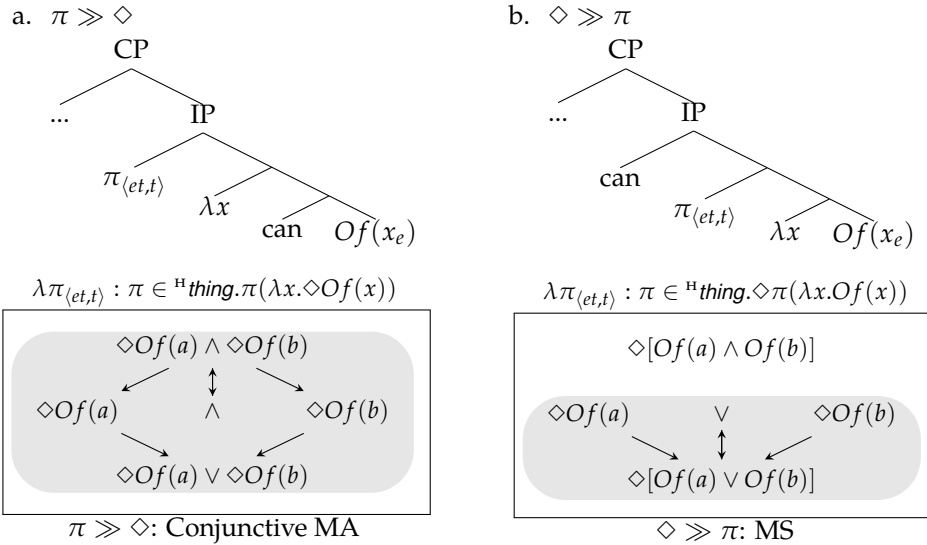 a. π ≫ ◇
CP
... IP
π⟨et,t⟩
λx
can Of(xₑ)
λπ⟨et,t⟩ : π ∈ ᴴthing.π(λx.◇Of(x))
◇Of(a) ∧ ◇Of(b)
◇Of(a) ∧ ◇Of(b)
◇Of(a) ∨ ◇Of(b)
π ≫ ◇: Conjunctive MA
b. ◇ ≫ π
CP
... IP
can
π⟨et,t⟩
λx Of(xₑ)
λπ⟨et,t⟩ : π ∈ ᴴthing.◇π(λx.Of(x))
◇[Of(a) ∧ Of(b)]
◇Of(a) ∨ ◇Of(b)
◇[Of(a) ∨ Of(b)]
◇ ≫ π: MS